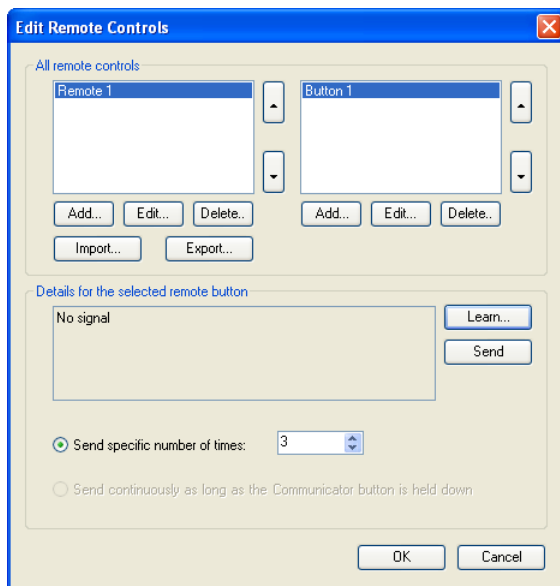 Edit Remote Controls
All remote controls
Remote 1
Button 1
Add... Edit... Delete.. Add... Edit... Delete..
Import... Export...
Details for the selected remote button
No signal
Learn...
Send
Send specific number of times: 3
Send continuously as long as the Communicator button is held down
OK Cancel